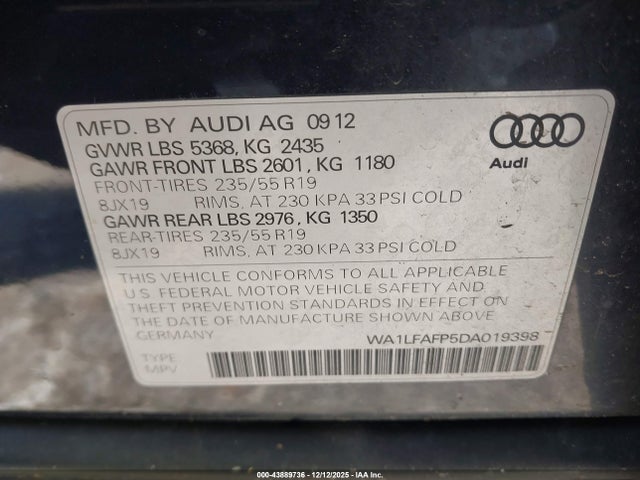 MFD. BY AUDI AG 09 12
GVWR LBS 5368, KG 2435
GAWR FRONT LBS 2601, KG 1180
FRONT-TIRES 235/55 R19
8JX19 RIMS, AT 230 KPA 33 PSI COLD
GAWR REAR LBS 2976, KG 1350
REAR-TIRES 235/55 R19
8JX19 RIMS, AT 230 KPA 33 PSI COLD
Audi
THIS VEHICLE CONFORMS TO ALL APPLICABLE
U.S. FEDERAL MOTOR VEHICLE SAFETY AND
THEFT PREVENTION STANDARDS IN EFFECT ON
THE DATE OF MANUFACTURE SHOWN ABOVE
GERMANY WA1LFAFP5DA019398
TYPE
MPV
000-43889736 - 12/12/2025 - IAA Inc.